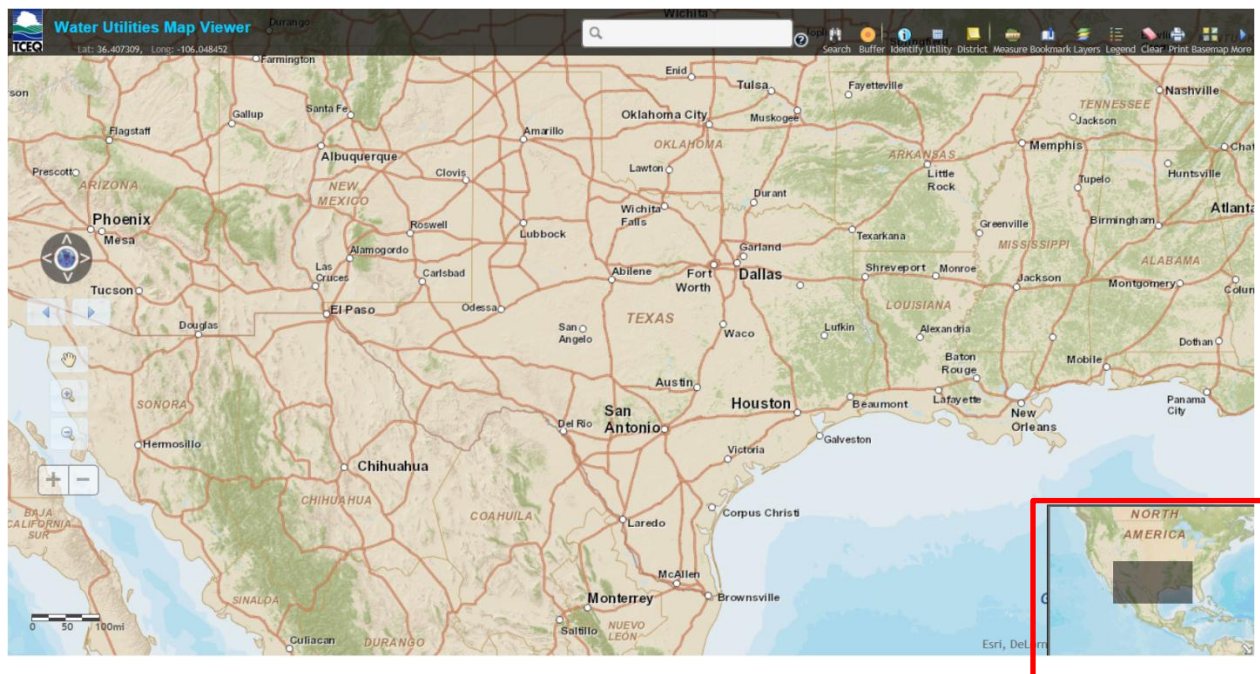 Water Utilities Map Viewer
TCEQ
Lat: 36.407309, Long: -106.048452
Durango
Wichita
Search Buffer Identify Utility District Measure Bookmark Layers Legend Clear Print Basemap More
Farmington
Enid
Tulsa
Fayetteville
Nashville
son
Gallup
Santa Fe
Oklahoma City
Muskogee
TENNESSEE
Jackson
Flagstaff
Amarillo
OKLAHOMA
Memphis
Chat
Albuquerque
ARKANSAS
Prescott
ARIZONA
NEW
MEXICO
Clovis
Lawton
Little
Rock
Tupelo
Huntsville
Durant
Wichita
Falls
Atlanta
Phoenix
Mesa
Roswell
Lubbock
Texarkana
Greenville
Birmingham
MISSISSIPPI
Alamogordo
Garland
ALABAMA
Las
Cruces
Carlsbad
Abilene
Fort
Worth
Dallas
Shreveport
Monroe
Jackson
Montgomery
Colum
Tucson
El Paso
Odessa
TEXAS
LOUISIANA
Douglas
San
Angelo
Waco
Lufkin
Alexandria
Dothan
Baton
Rouge
Mobile
Austin
SONORA
San
Antonio
Houston
Beaumont
Lafayette
New
Orleans
Panama
City
Del Rio
Hermosillo
Galveston
Victoria
Chihuahua
CHIHUAHUA
COAHUILA
Laredo
Corpus Christi
BAJA
CALIFORNIA
SUR
NORTH
AMERICA
McAllen
SINALOA
Monterrey
Brownsville
G
0 50 100mi
Saltillo
NUEVO
LEÓN
Culiacan
DURANGO
Esri, DeLorm